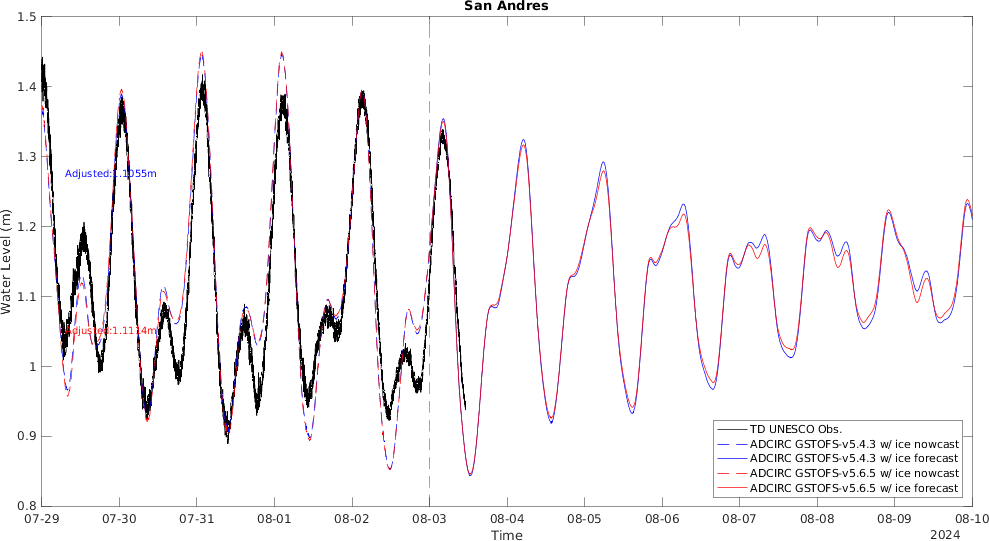 San Andres
1.5
1.4
1.3
1.2
1.1
1
0.9
0.8
Water Level (m)
Adjusted:1.1055m
Adjusted:1.1114m
TD UNESCO Obs.
ADCIRC GSTOFS-v5.4.3 w/ ice nowcast
ADCIRC GSTOFS-v5.4.3 w/ ice forecast
ADCIRC GSTOFS-v5.6.5 w/ ice nowcast
ADCIRC GSTOFS-v5.6.5 w/ ice forecast
07-29 07-30 07-31 08-01 08-02 08-03 08-04 08-05 08-06 08-07 08-08 08-09 08-10
Time
2024